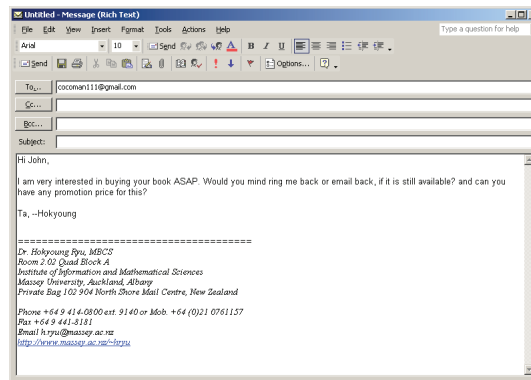 Untitled - Message (Rich Text)
File Edit View Insert Format Tools Actions Help Type a question for help
Arial 10 Send A B I U
Send Options...
To... cocoman111@gmail.com
Cc...
Bcc...
Subject:
Hi John,
I am very interested in buying your book ASAP. Would you mind ring me back or email back, if it is still available? and can you
have any promotion price for this?
Ta, --Hokyoung
========================================
Dr. Hokyoung Ryu, MBCS
Room 2.02 Quad Block A
Institute of Information and Mathematical Sciences
Massey University, Auckland, Albany
Private Bag 102 904 North Shore Mail Centre, New Zealand
Phone +64 9 414-0800 ext. 9140 or Mob. +64 (0)21 0761157
Fax +64 9 441-8181
Email h.ryu@massey.ac.nz
http://www.massey.ac.nz/~hryu